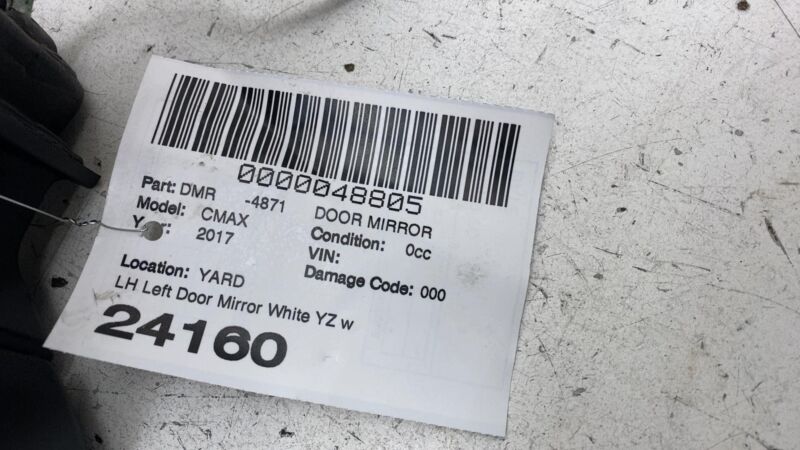 0000048805
Part: DMR -4871 DOOR MIRROR
Model: CMAX Condition: 0cc
Year: 2017 VIN:
Damage Code: 000
Location: YARD
LH Left Door Mirror White YZ w
24160